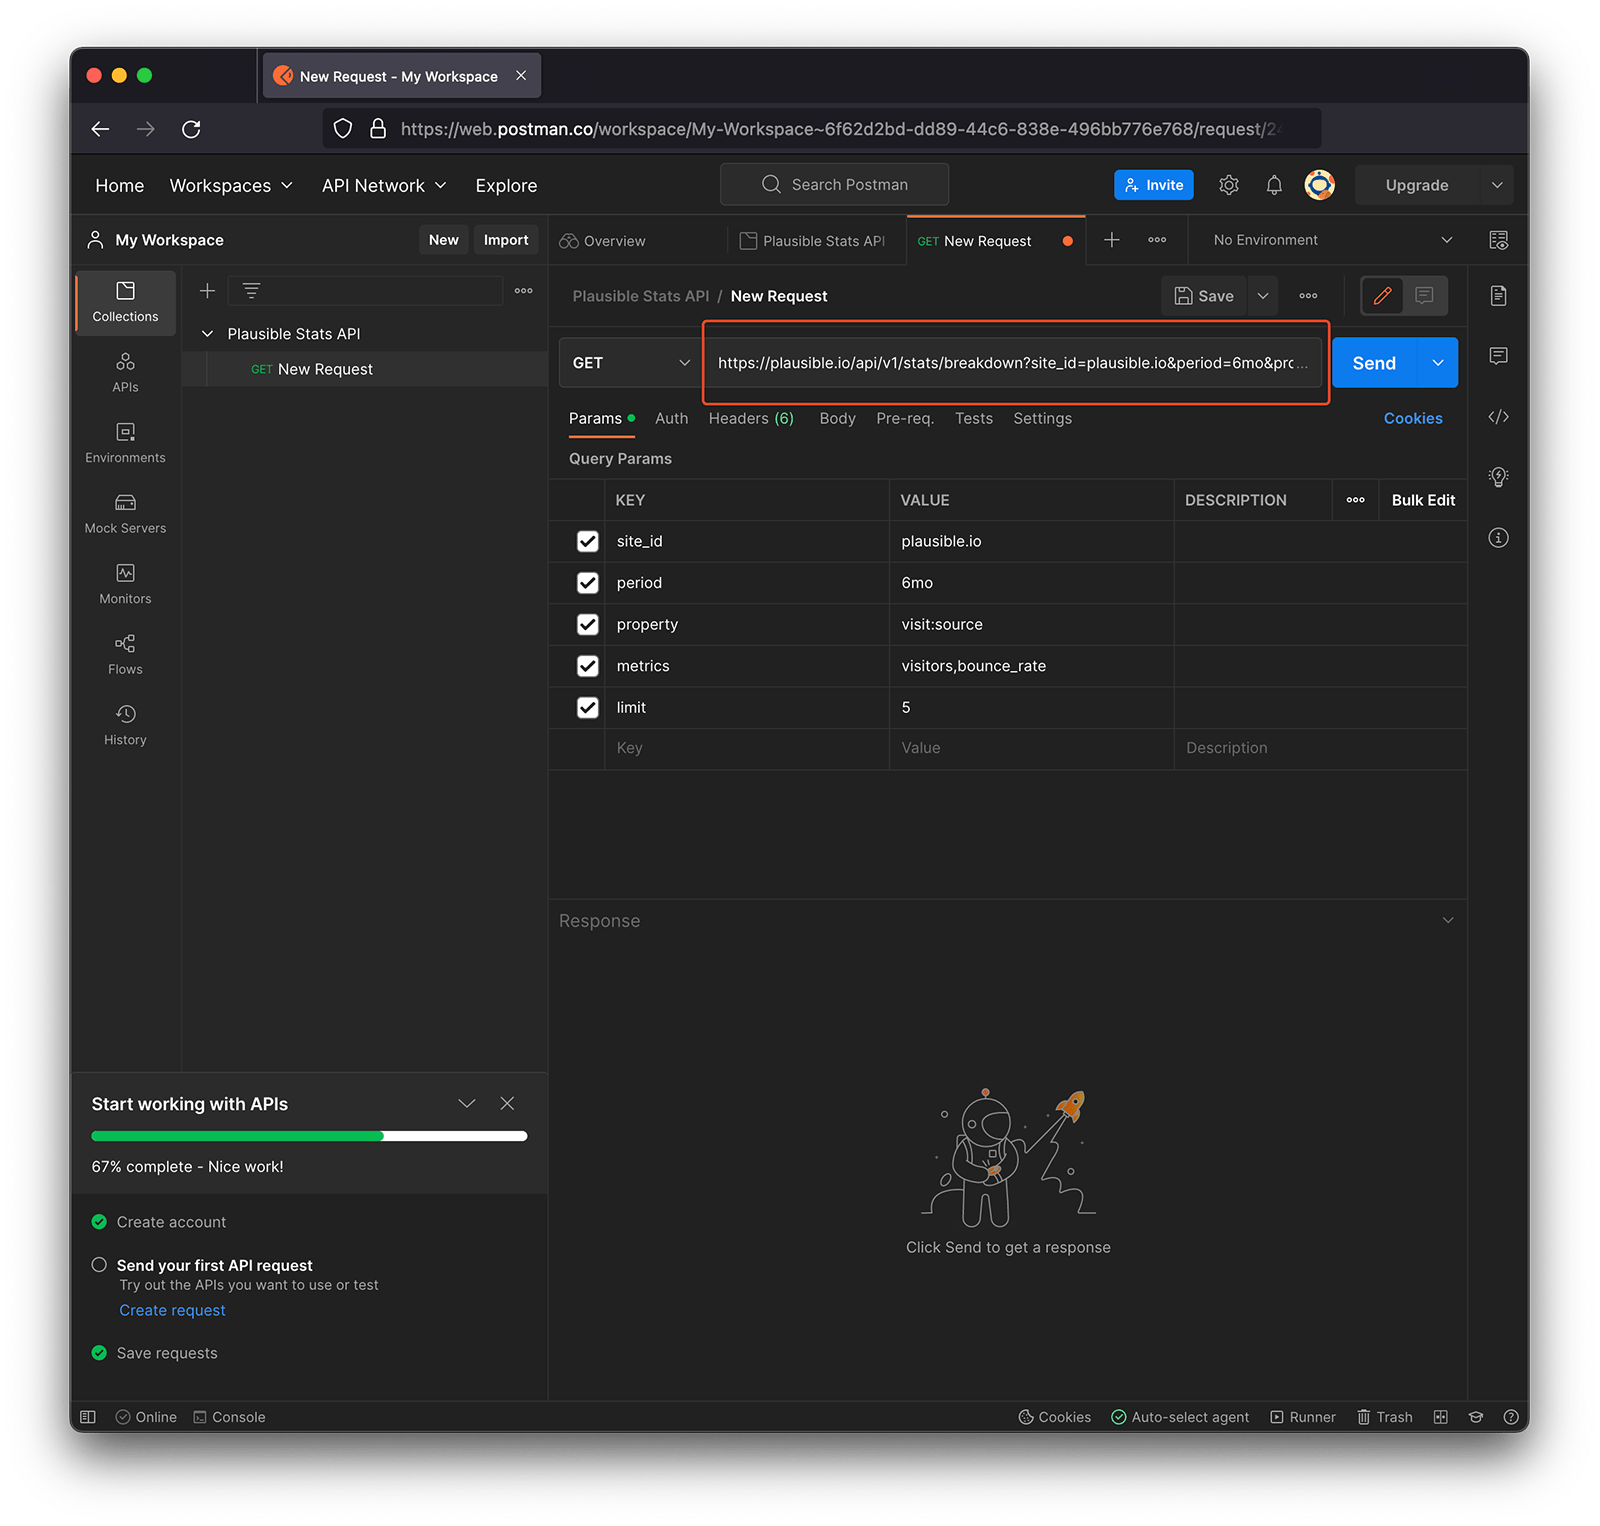 New Request - My Workspace
https://web.postman.co/workspace/My-Workspace~6f62d2bd-dd89-44c6-838e-496bb776e768/request/2
Home Workspaces API Network Explore Search Postman Invite Upgrade
My Workspace New Import
Overview Plausible Stats API GET New Request No Environment
Collections
APIs
Environments
Mock Servers
Monitors
Flows
History
Plausible Stats API
GET New Request
Plausible Stats API / New Request Save
GET https://plausible.io/api/v1/stats/breakdown?site_id=plausible.io&period=6mo&prc... Send
Params Auth Headers (6) Body Pre-req. Tests Settings Cookies
Query Params
KEY VALUE DESCRIPTION Bulk Edit
site_id plausible.io
period 6mo
property visit:source
metrics visitors,bounce_rate
limit 5
Key Value Description
Response
Click Send to get a response
Start working with APIs
67% complete - Nice work!
Create account
Send your first API request
Try out the APIs you want to use or test
Create request
Save requests
Online Console Cookies Auto-select agent Runner Trash